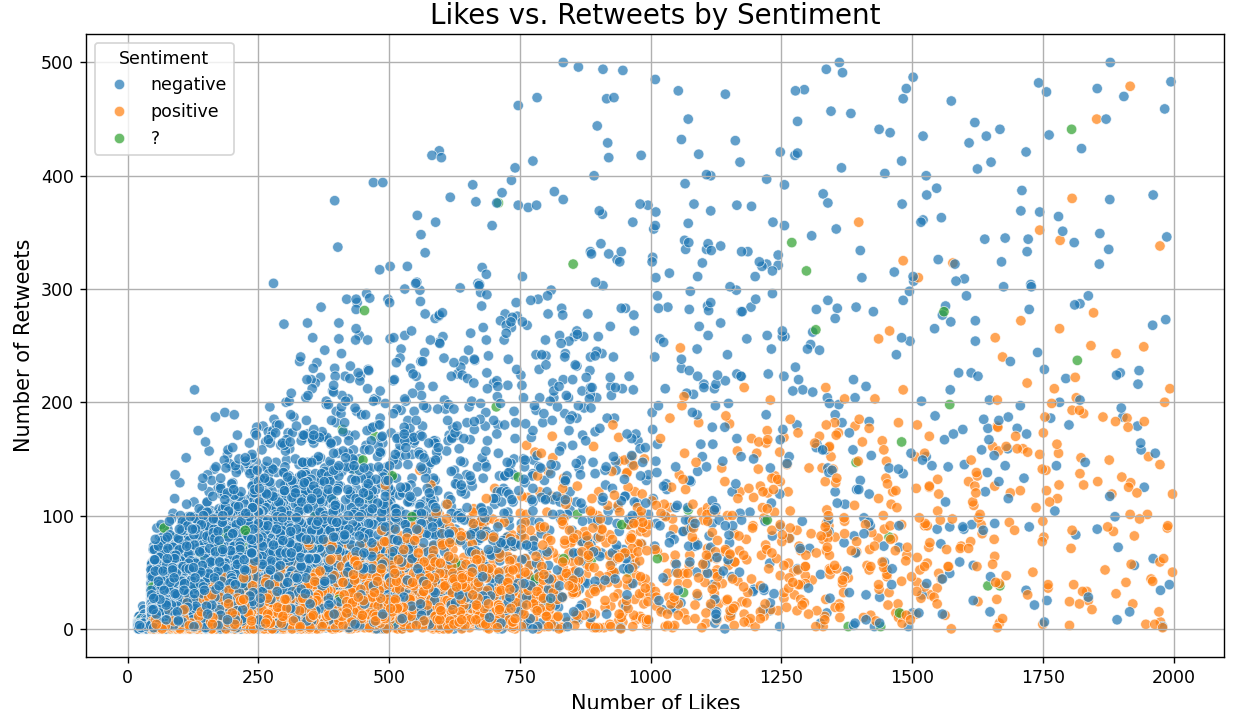 Likes vs. Retweets by Sentiment
Sentiment
negative
positive
?
500
400
300
200
100
0
Number of Retweets
0 250 500 750 1000 1250 1500 1750 2000
Number of Likes